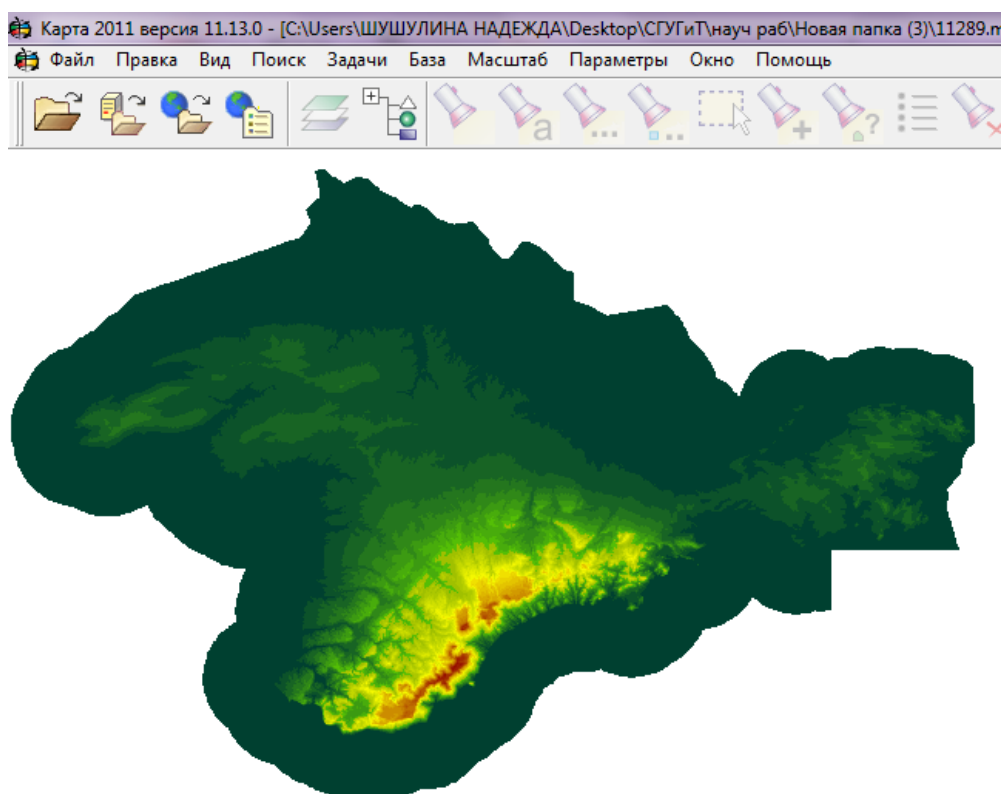 Карта 2011 версия 11.13.0 - [C:\Users\ШУШУЛИНА НАДЕЖДА\Desktop\СГУГиТ\науч раб\Новая папка (3)\11289.m
Файл Правка Вид Поиск Задачи База Масштаб Параметры Окно Помощь
a ?